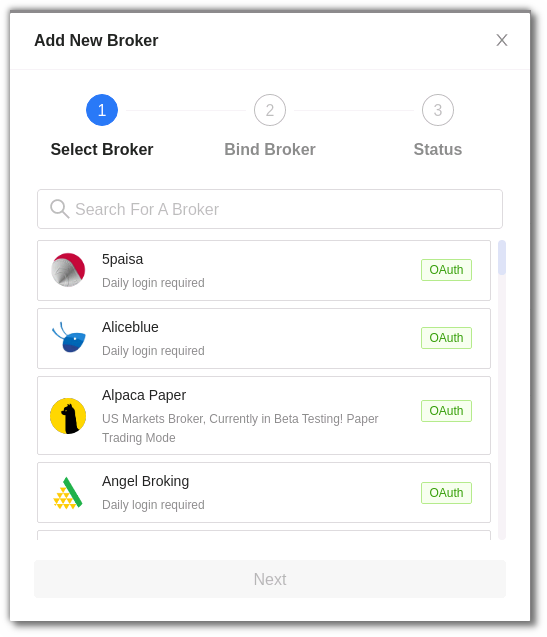 Add New Broker
1
2
3
Select Broker
Bind Broker
Status
Search For A Broker
5paisa
Daily login required
OAuth
Aliceblue
Daily login required
OAuth
Alpaca Paper
US Markets Broker, Currently in Beta Testing! Paper
Trading Mode
OAuth
Angel Broking
Daily login required
OAuth
Next